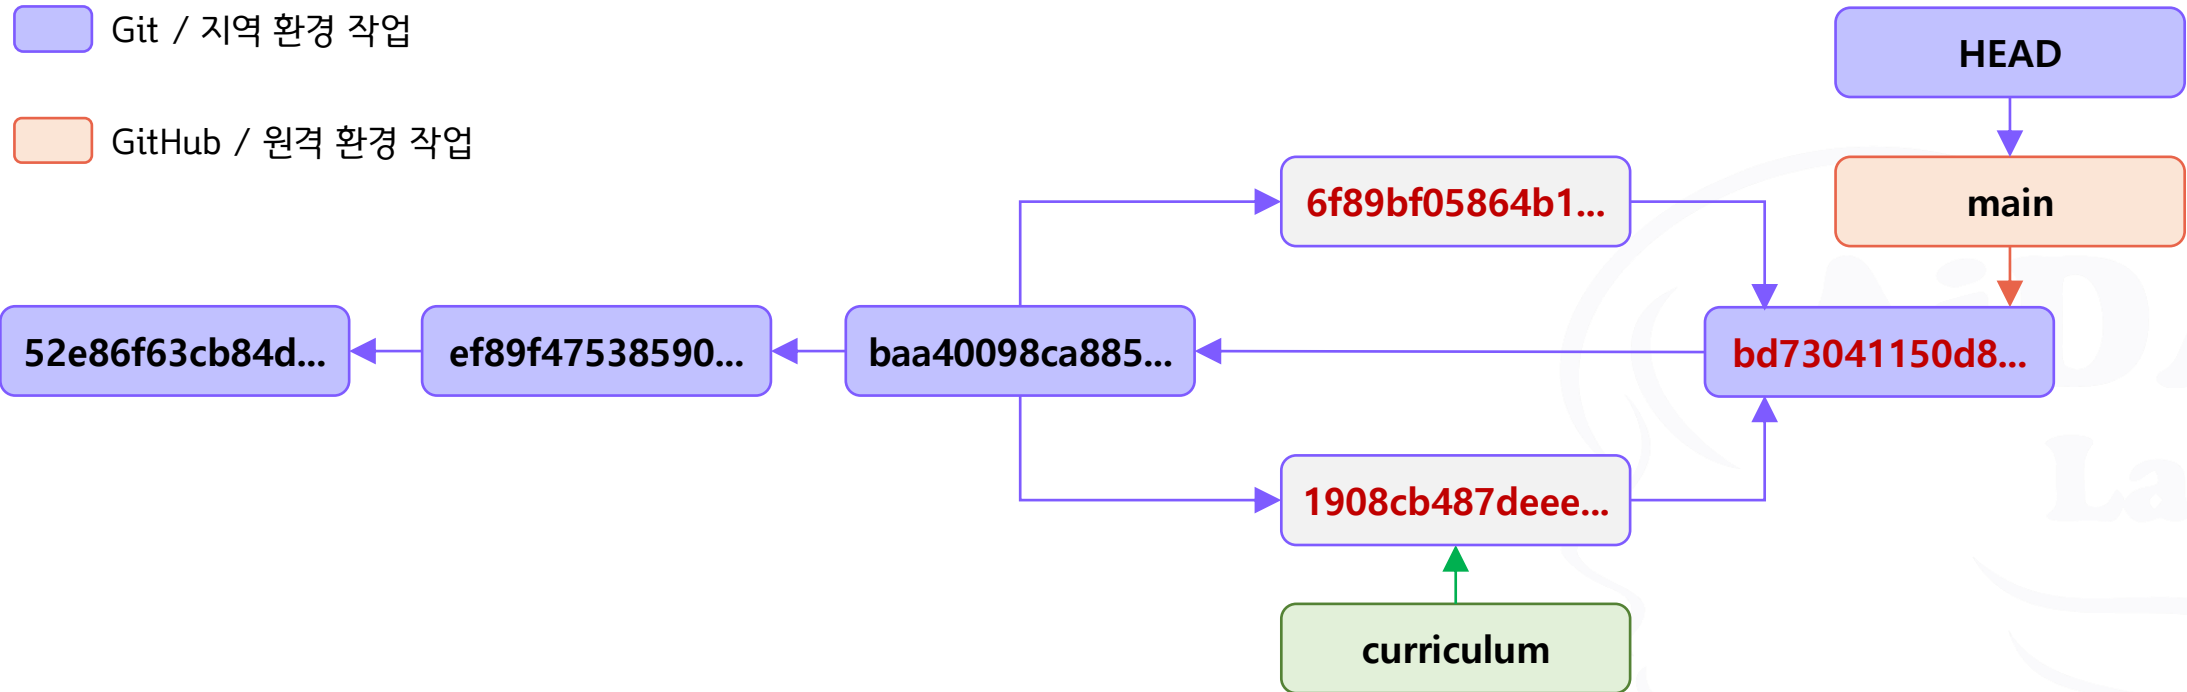 Git / 지역 환경 작업
HEAD
GitHub / 원격 환경 작업
6f89bf05864b1...
main
52e86f63cb84d...
ef89f47538590...
baa40098ca885...
bd73041150d8...
1908cb487deee...
curriculum